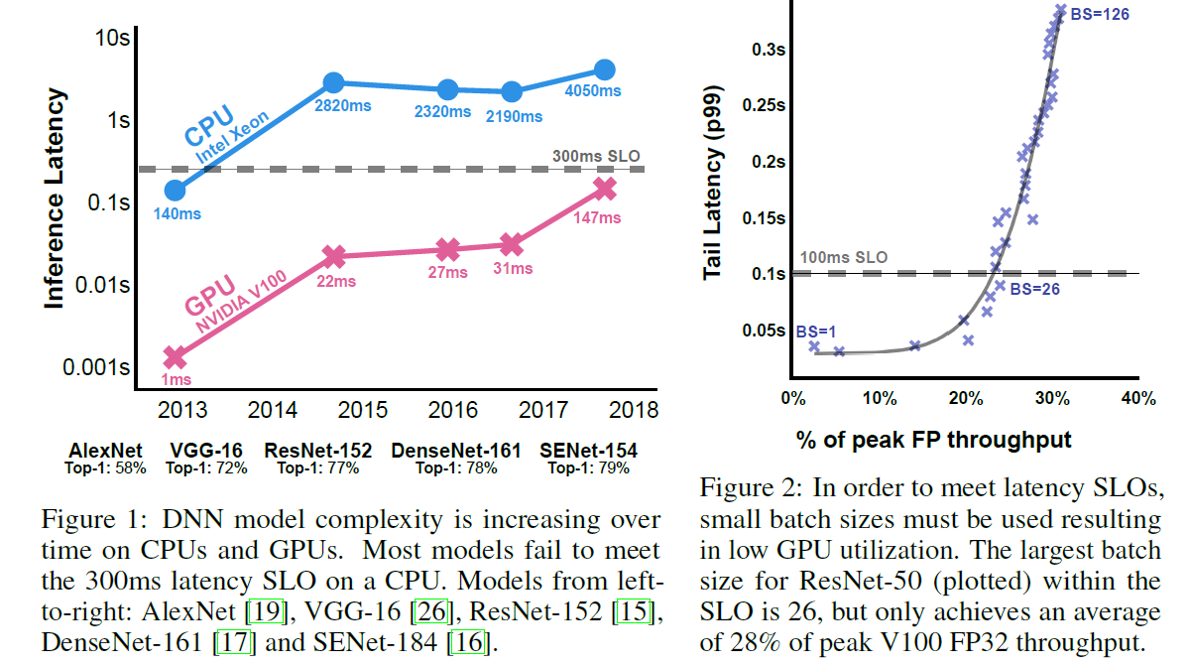 10s
1s
0.1s
0.01s
0.001s
Inference Latency
CPU
Intel Xeon
GPU
NVIDIA V100
140ms
2820ms
2320ms
2190ms
4050ms
300ms SLO
1ms
22ms
27ms
31ms
147ms
2013 2014 2015 2016 2017 2018
AlexNet VGG-16 ResNet-152 DenseNet-161 SENet-154
Top-1: 58% Top-1: 72% Top-1: 77% Top-1: 78% Top-1: 79%
Figure 1: DNN model complexity is increasing over
time on CPUs and GPUs. Most models fail to meet
the 300ms latency SLO on a CPU. Models from left-
to-right: AlexNet [19], VGG-16 [26], ResNet-152 [15],
DenseNet-161 [17] and SENet-184 [16].
0.3s
0.25s
0.2s
0.15s
0.1s
0.05s
Tail Latency (p99)
BS=126
100ms SLO
BS=26
BS=1
0% 10% 20% 30% 40%
% of peak FP throughput
Figure 2: In order to meet latency SLOs,
small batch sizes must be used resulting
in low GPU utilization. The largest batch
size for ResNet-50 (plotted) within the
SLO is 26, but only achieves an average
of 28% of peak V100 FP32 throughput.